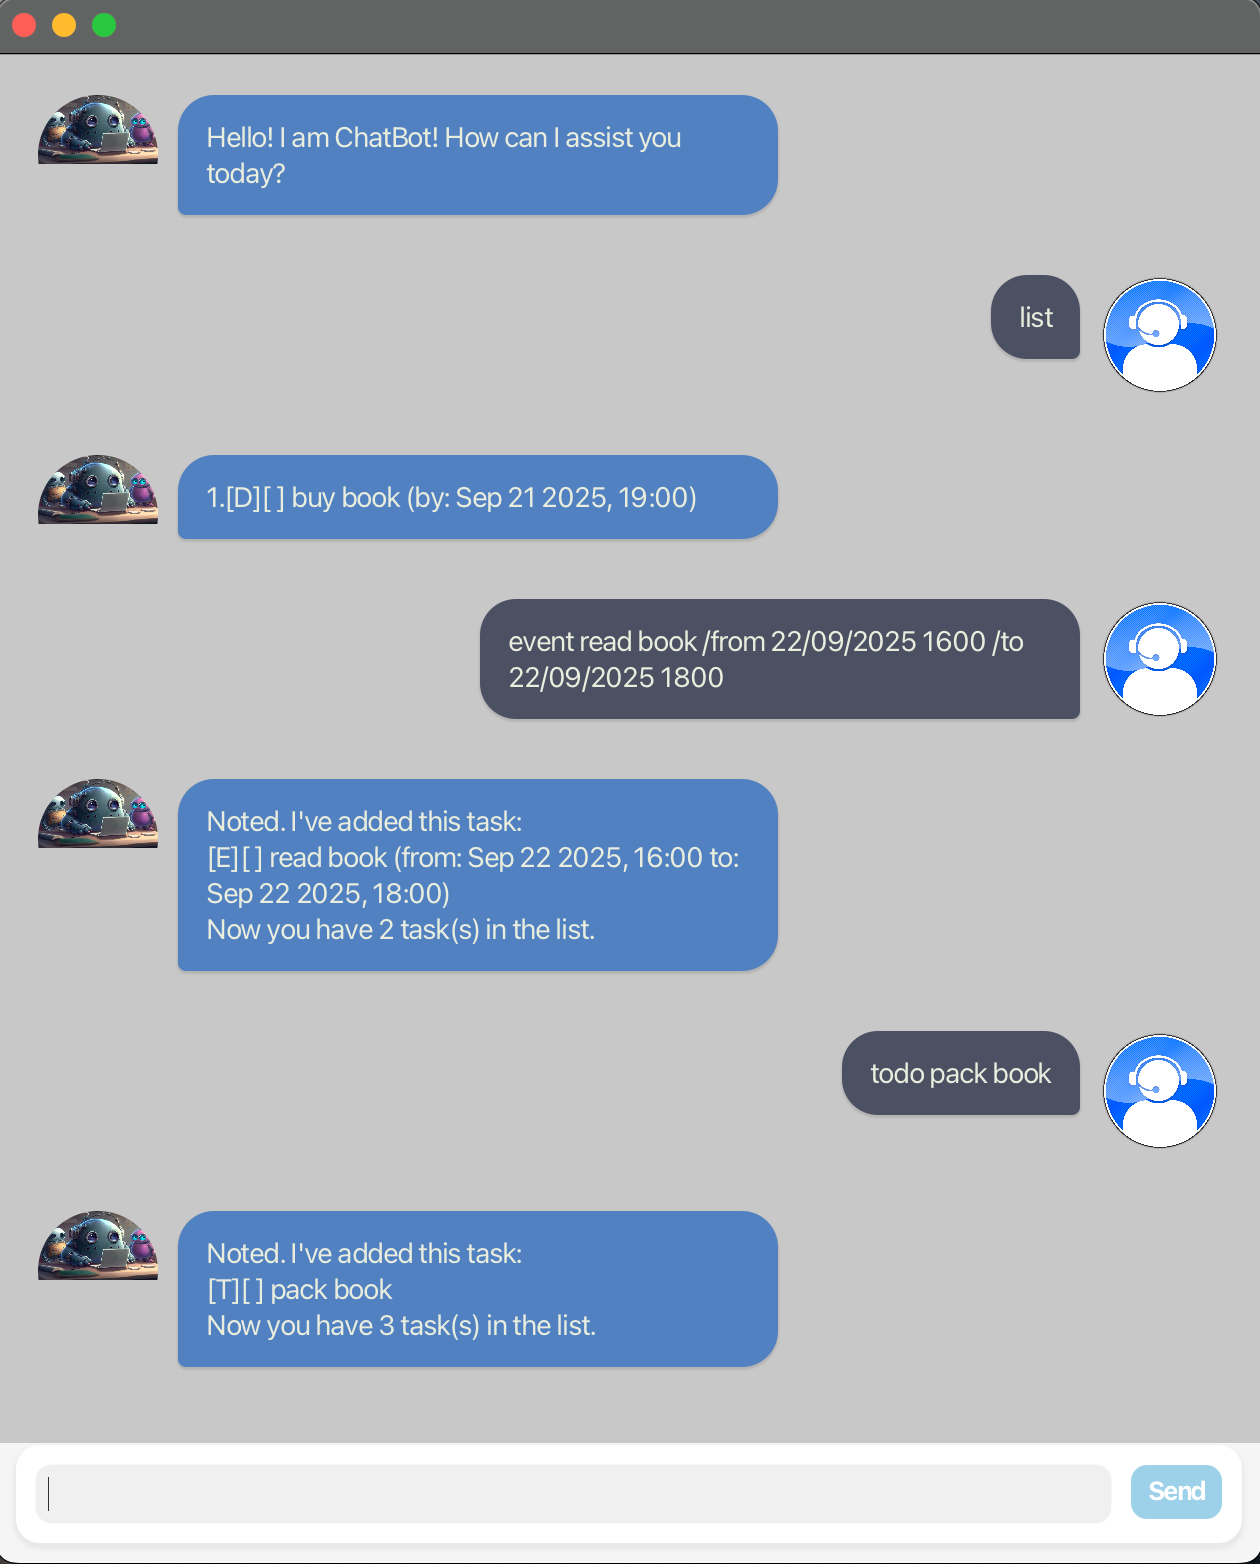 Hello! I am ChatBot! How can I assist you
today?
list
1.[D][ ] buy book (by: Sep 21 2025, 19:00)
event read book /from 22/09/2025 1600 /to
22/09/2025 1800
Noted. I've added this task:
[E][ ] read book (from: Sep 22 2025, 16:00 to:
Sep 22 2025, 18:00)
Now you have 2 task(s) in the list.
todo pack book
Noted. I've added this task:
[T][ ] pack book
Now you have 3 task(s) in the list.
Send